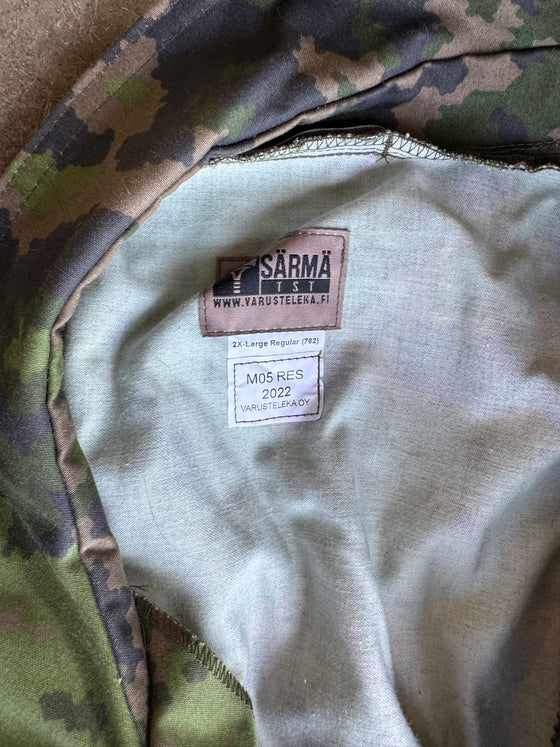 SÄRMÄ
TST
WWW.VARUSTELEKA.FI
2X-Large Regular (762)
M05 RES
2022
VARUSTELEKA OY